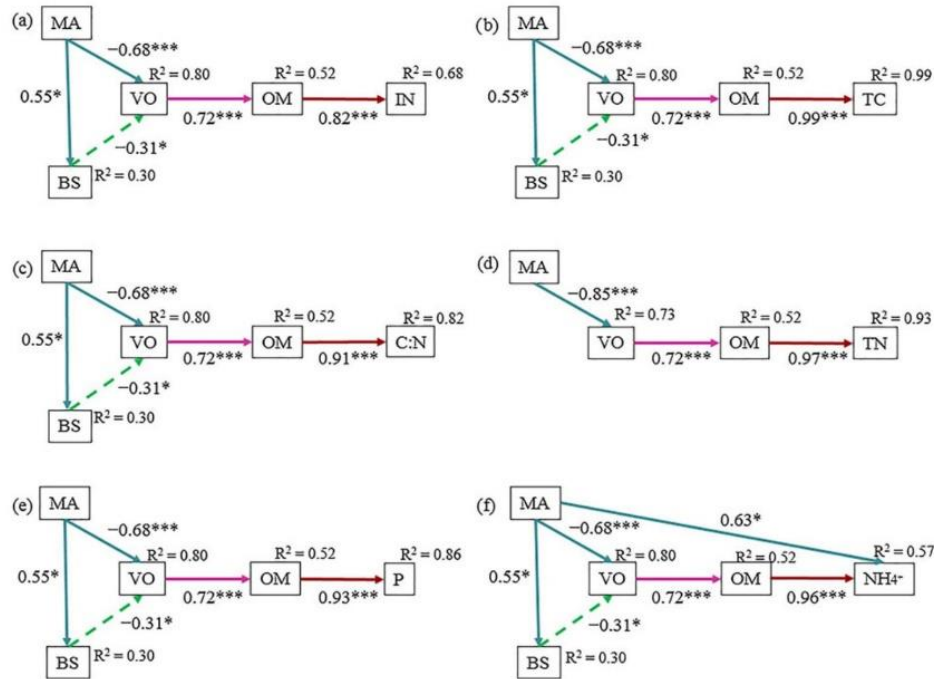 (a)
MA
−0.68***
R² = 0.80
R² = 0.52
R² = 0.68
0.55*
VO
OM
IN
0.72***
0.82***
−0.31*
BS
R² = 0.30
(b)
MA
−0.68***
R² = 0.80
R² = 0.52
R² = 0.99
0.55*
VO
OM
TC
0.72***
0.99***
−0.31*
BS
R² = 0.30
(c)
MA
−0.68***
R² = 0.80
R² = 0.52
R² = 0.82
0.55*
VO
OM
C:N
0.72***
0.91***
−0.31*
BS
R² = 0.30
(d)
MA
−0.85***
R² = 0.73
R² = 0.52
R² = 0.93
VO
OM
TN
0.72***
0.97***
(e)
MA
−0.68***
R² = 0.80
R² = 0.52
R² = 0.86
0.55*
VO
OM
P
0.72***
0.93***
−0.31*
BS
R² = 0.30
(f)
MA
0.63*
−0.68***
R² = 0.80
R² = 0.52
R² = 0.57
0.55*
VO
OM
NH₄⁺
0.72***
0.96***
−0.31*
BS
R² = 0.30